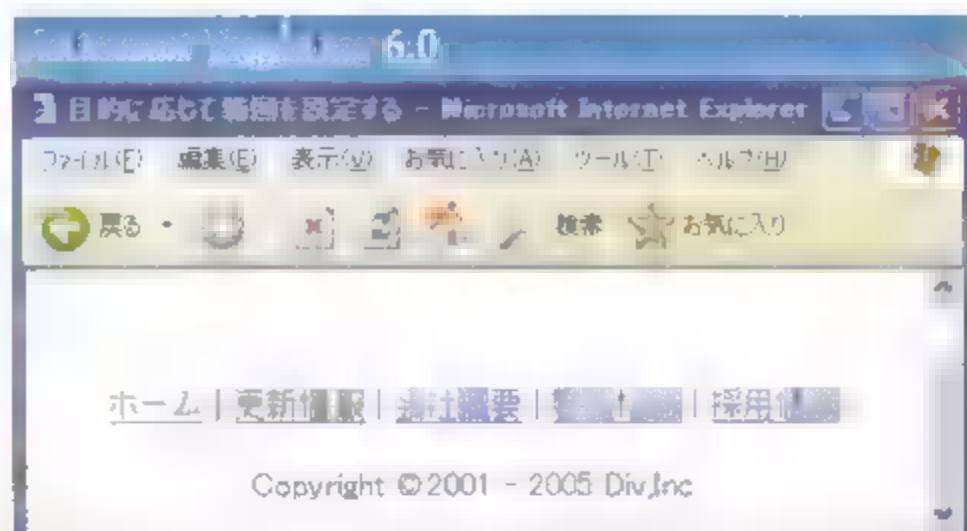 6.0
目的に応じて範囲を設定する - Microsoft Internet Explorer
ファイル(F) 編集(E) 表示(V) お気に入り(A) ツール(T) ヘルプ(H)
戻る 検索 お気に入り
ホーム | 更新情報 | 会社概要 | | 採用
Copyright ©2001 - 2005 Div,Inc